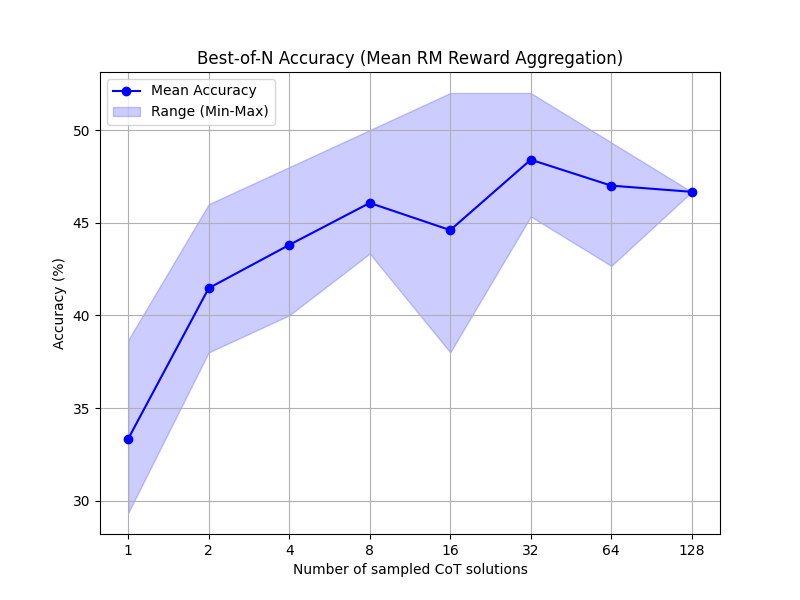 Best-of-N Accuracy (Mean RM Reward Aggregation)
Mean Accuracy
Range (Min-Max)
Accuracy (%)
50
45
40
35
30
1 2 4 8 16 32 64 128
Number of sampled CoT solutions